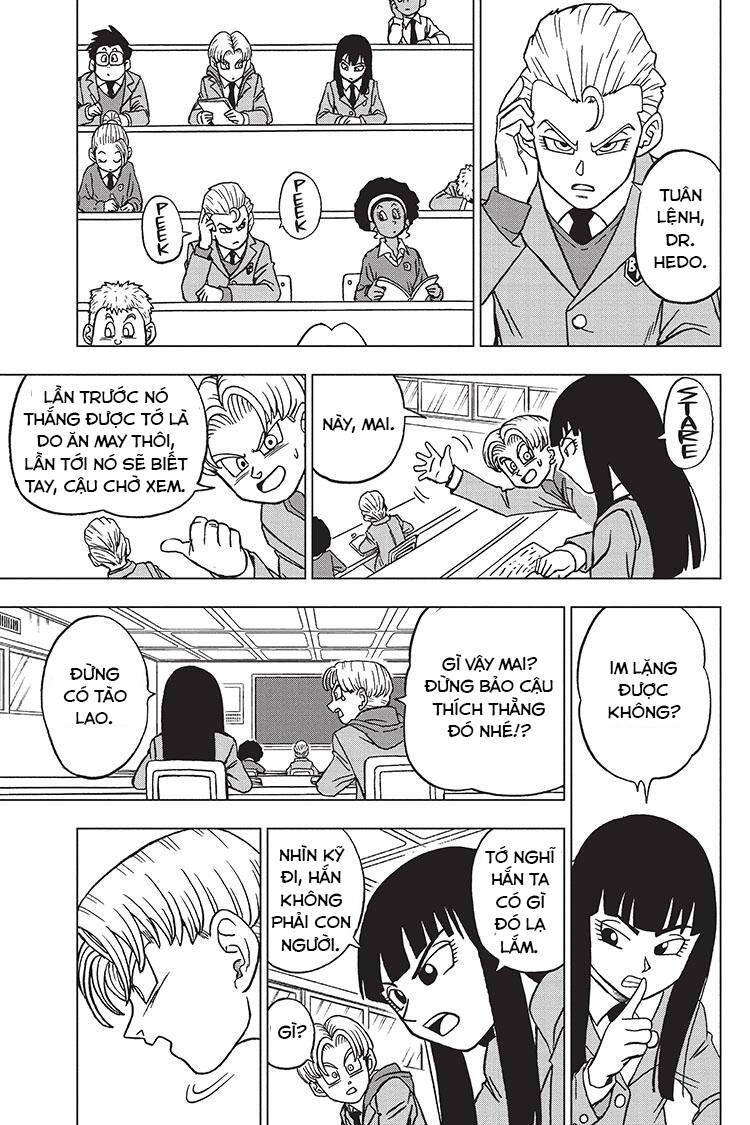 TUÂN
LỆNH,
DR.
HEDO.
PEEK
PEEK
STARE
NÀY, MAI.
LẦN TRƯỚC NÓ
THẮNG ĐƯỢC TỚ LÀ
DO ĂN MAY THÔI,
LẦN TỚI NÓ SẼ BIẾT
TAY, CẬU CHỜ XEM.
IM LẶNG
ĐƯỢC
KHÔNG?
GÌ VẬY MAI?
ĐỪNG BẢO CẬU
THÍCH THẰNG
ĐÓ NHÉ!?
ĐỪNG
CÓ TÀO
LAO.
TỚ NGHĨ
HẮN TA
CÓ GÌ
ĐÓ LẠ
LẮM.
NHÌN KỸ
ĐI, HẮN
KHÔNG
PHẢI CON
NGƯỜI.
GÌ?